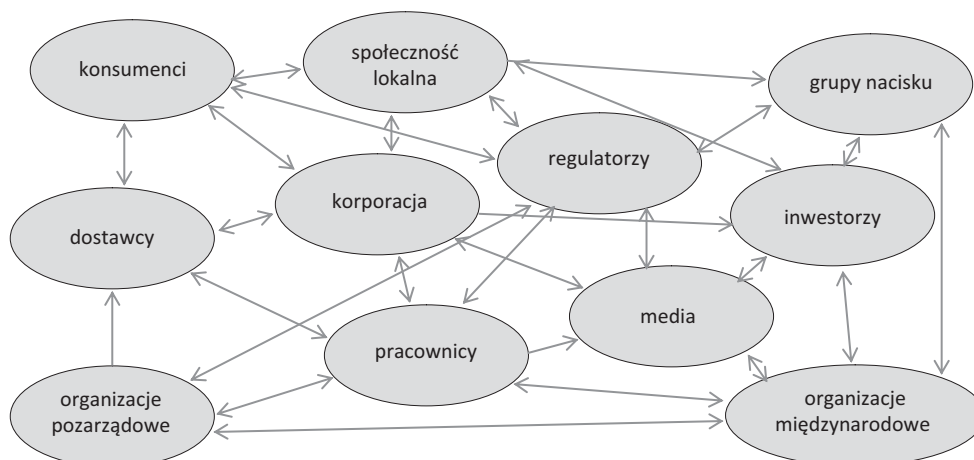 konsumenci
społeczność
lokalna
grupy nacisku
regulatorzy
korporacja
inwestorzy
dostawcy
media
pracownicy
organizacje
pozarządowe
organizacje
międzynarodowe